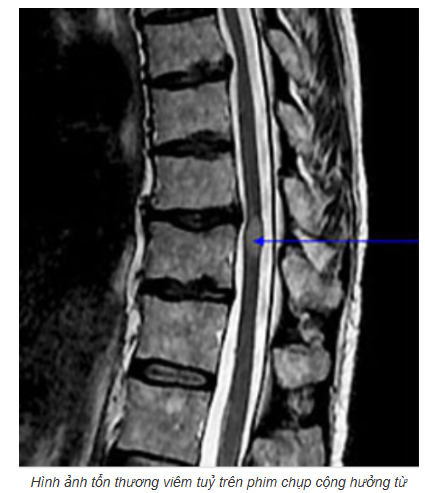 Hình ảnh tổn thương viêm tuỷ trên phim chụp cộng hưởng từ